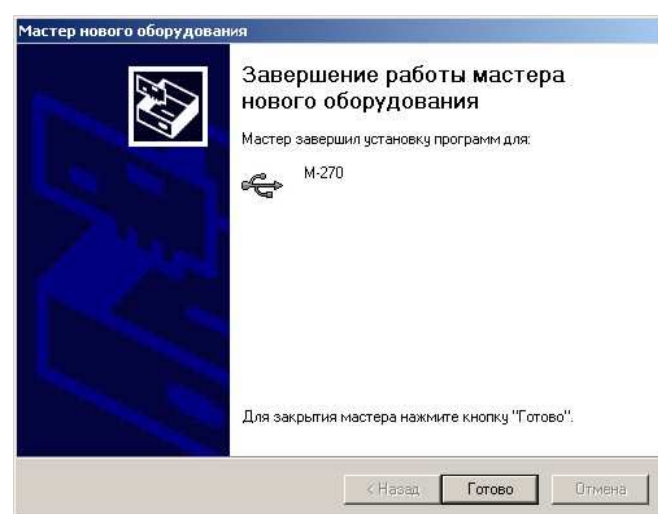 Мастер нового оборудования
Завершение работы мастера
нового оборудования
Мастер завершил установку программ для:
М-270
Для закрытия мастера нажмите кнопку "Готово".
< Назад
Готово
Отмена